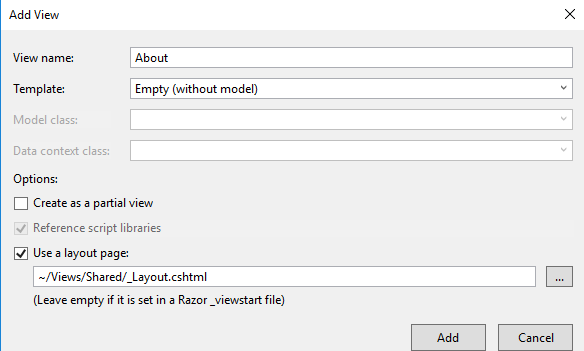 Add View
View name: About
Template: Empty (without model)
Model class:
Data context class:
Options:
Create as a partial view
Reference script libraries
Use a layout page:
~/Views/Shared/_Layout.cshtml
...
(Leave empty if it is set in a Razor _viewstart file)
Add Cancel